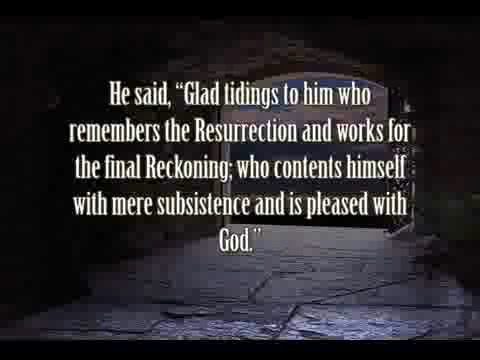 He said, “Glad tidings to him who
remembers the Resurrection and works for
the final Reckoning; who contents himself
with mere subsistence and is pleased with
God.”